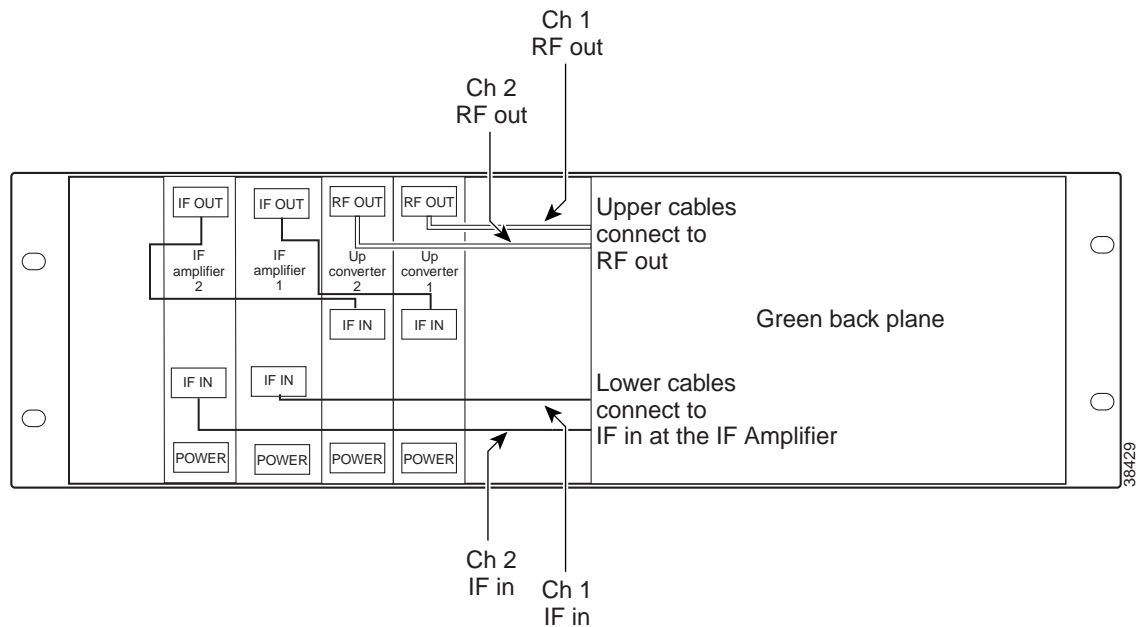 Ch 1
RF out
Ch 2
RF out
IF OUT
IF OUT
RF OUT
RF OUT
IF
amplifier
2
IF
amplifier
1
Up
converter
2
Up
converter
1
IF IN
IF IN
IF IN
IF IN
POWER
POWER
POWER
POWER
Upper cables
connect to
RF out
Green back plane
Lower cables
connect to
IF in at the IF Amplifier
38429
Ch 2
IF in
Ch 1
IF in